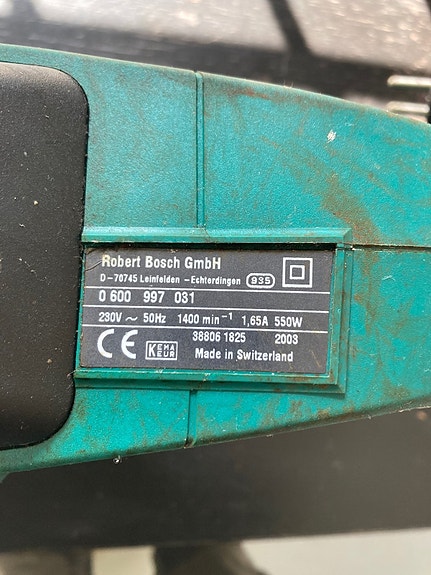 Robert Bosch GmbH
D-70745 Leinfelden - Echterdingen 935
0 600 997 031
230V ~ 50Hz 1400 min⁻¹ 1,65A 550W
38806 1825 2003
CE KEMA KEUR Made in Switzerland